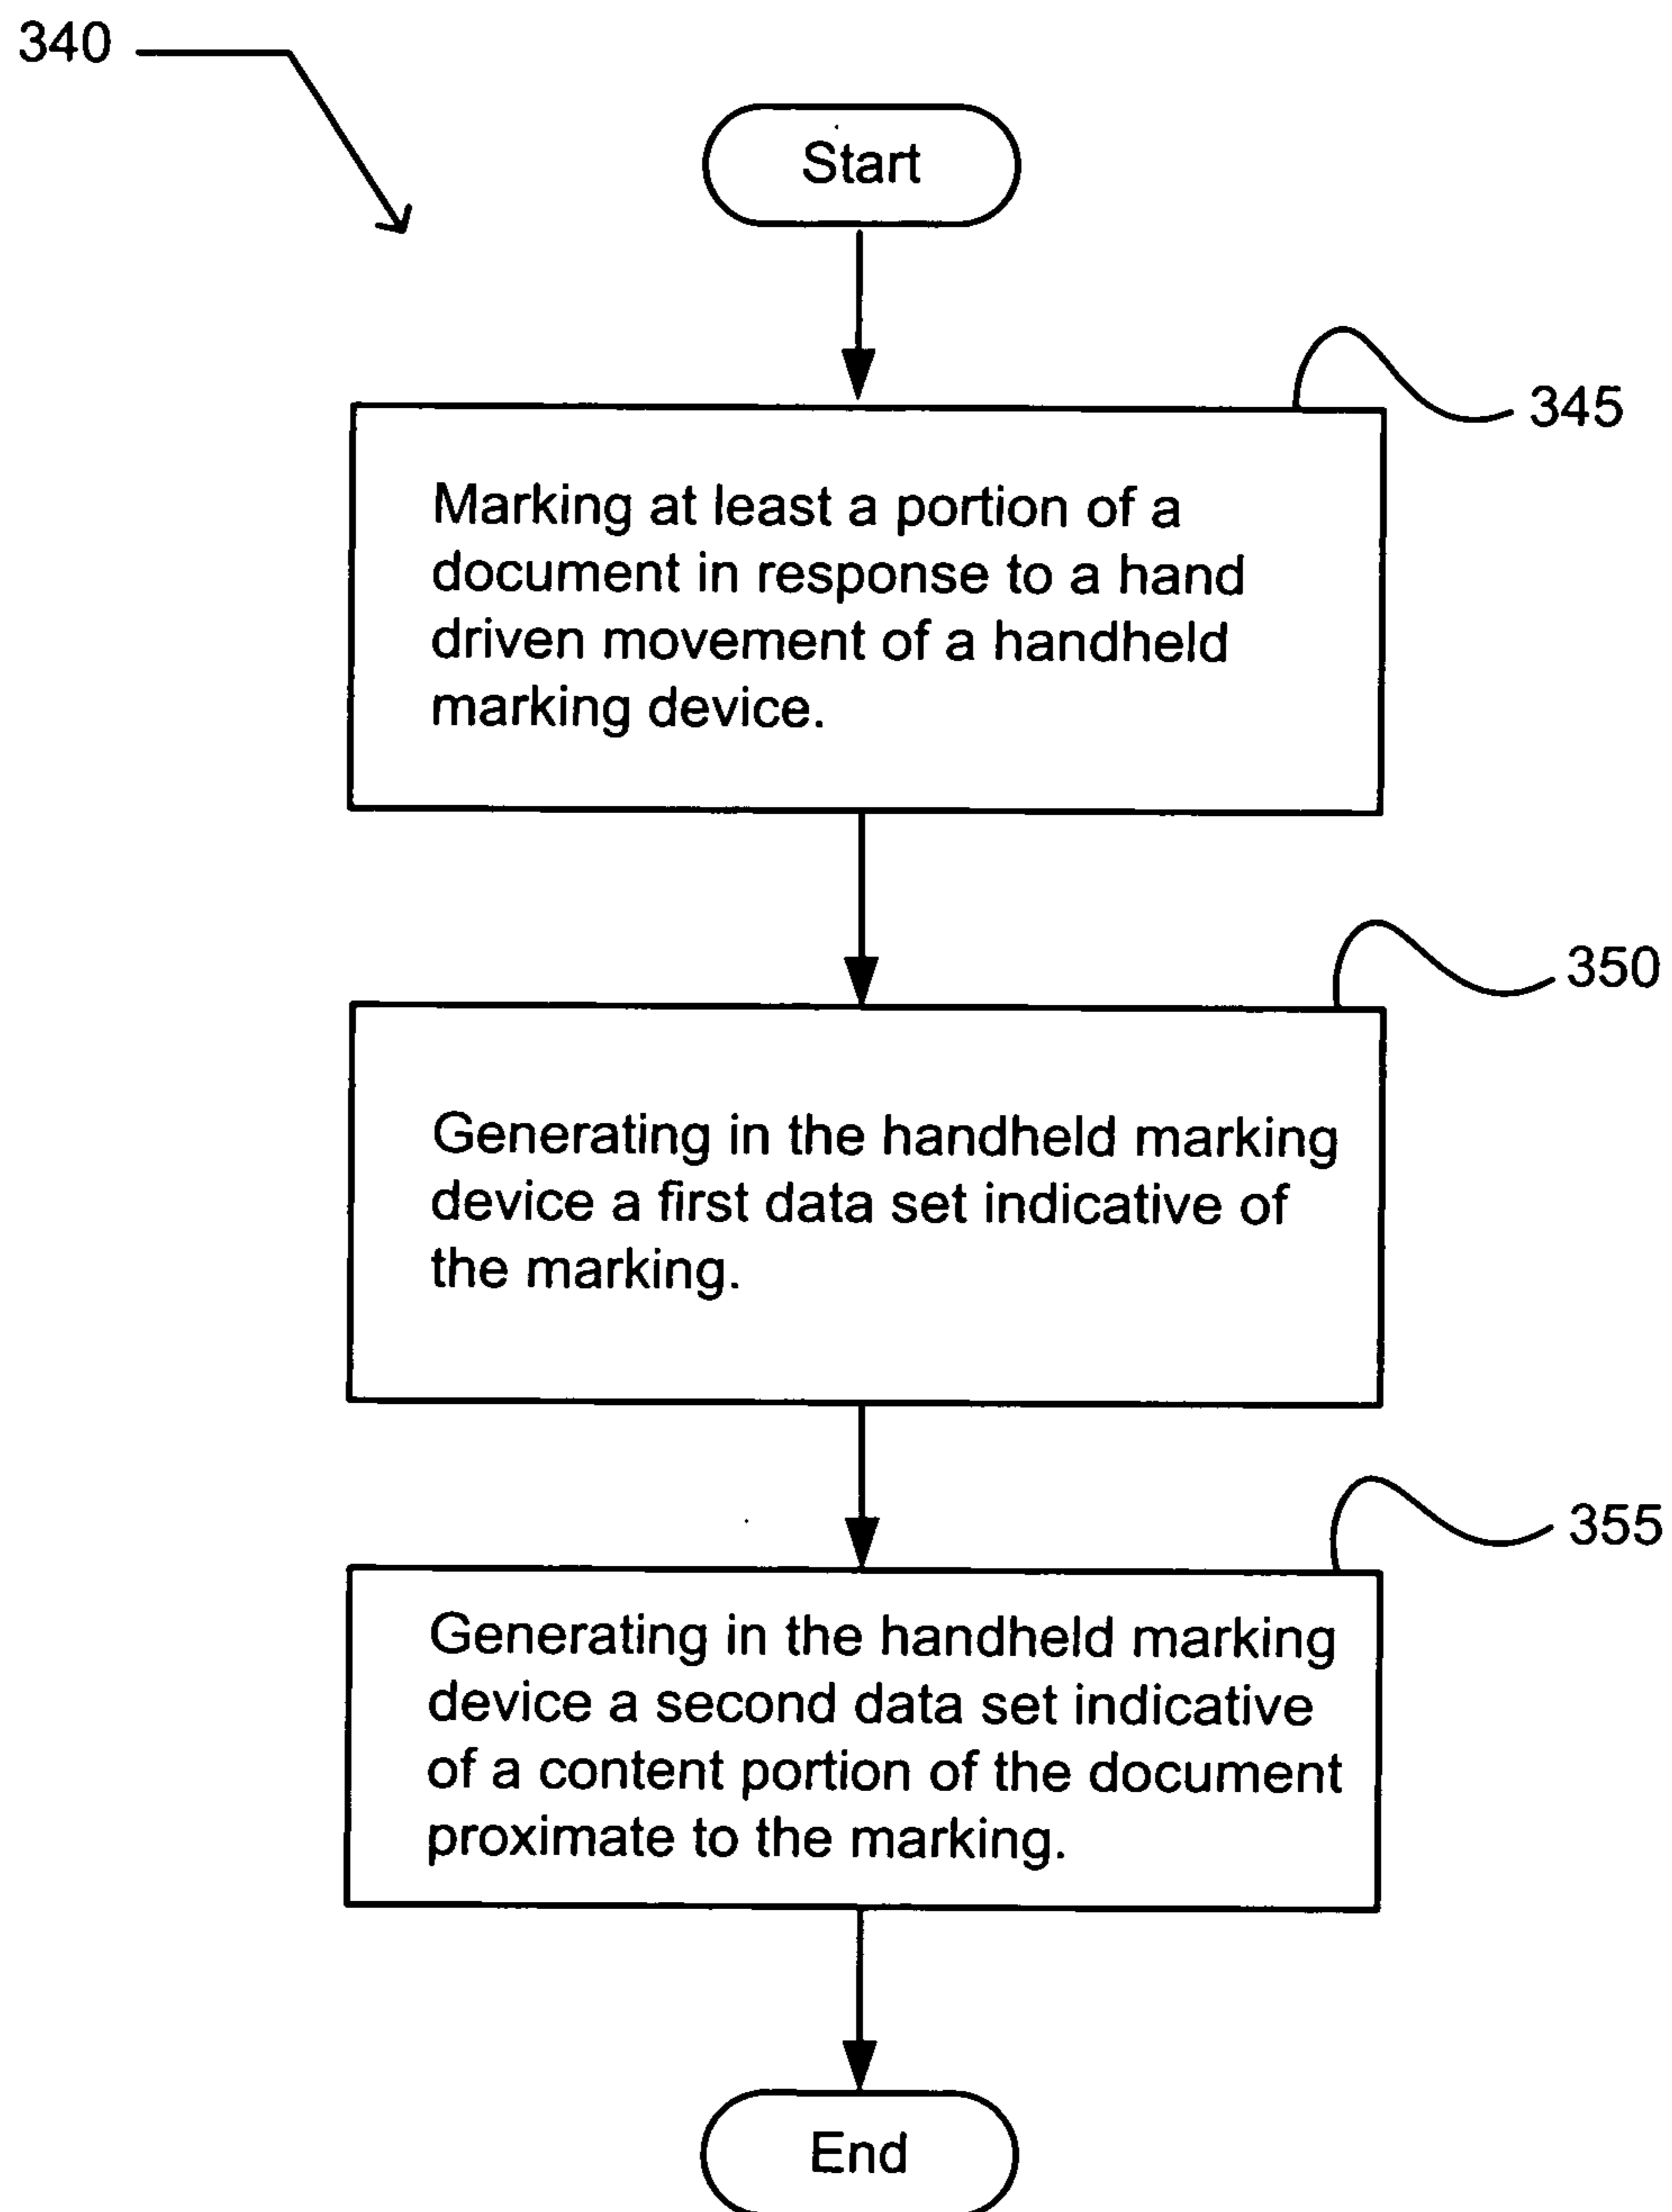 340
Start
345
Marking at least a portion of a
document in response to a hand
driven movement of a handheld
marking device.
350
Generating in the handheld marking
device a first data set indicative of
the marking.
355
Generating in the handheld marking
device a second data set indicative
of a content portion of the document
proximate to the marking.
End